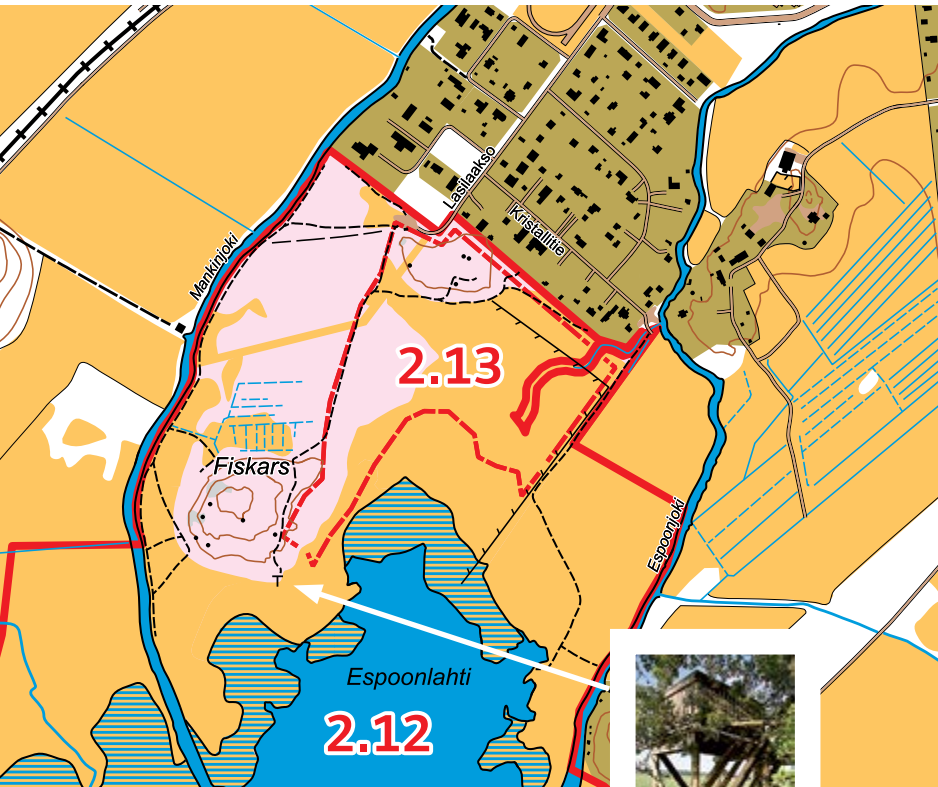 Lasilaakso
Kristallitie
Mankinjoki
2.13
Fiskars
Espoonjoki
Espoonlahti
2.12